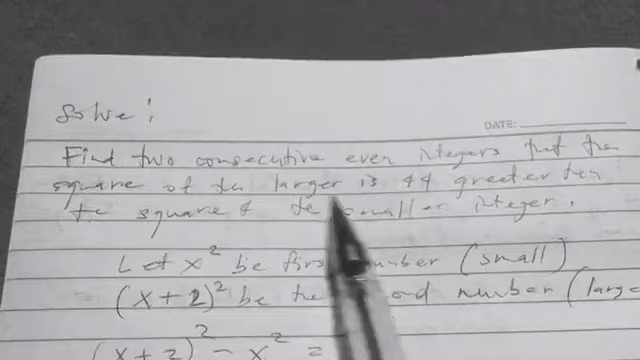 Solve:
DATE:
Find two consecutive even integers that the
square of the larger is 44 greater than
the square of the smaller integer.
Let x² be first number (small)
(x+2)² be the number (large
(x+2)² - x² =